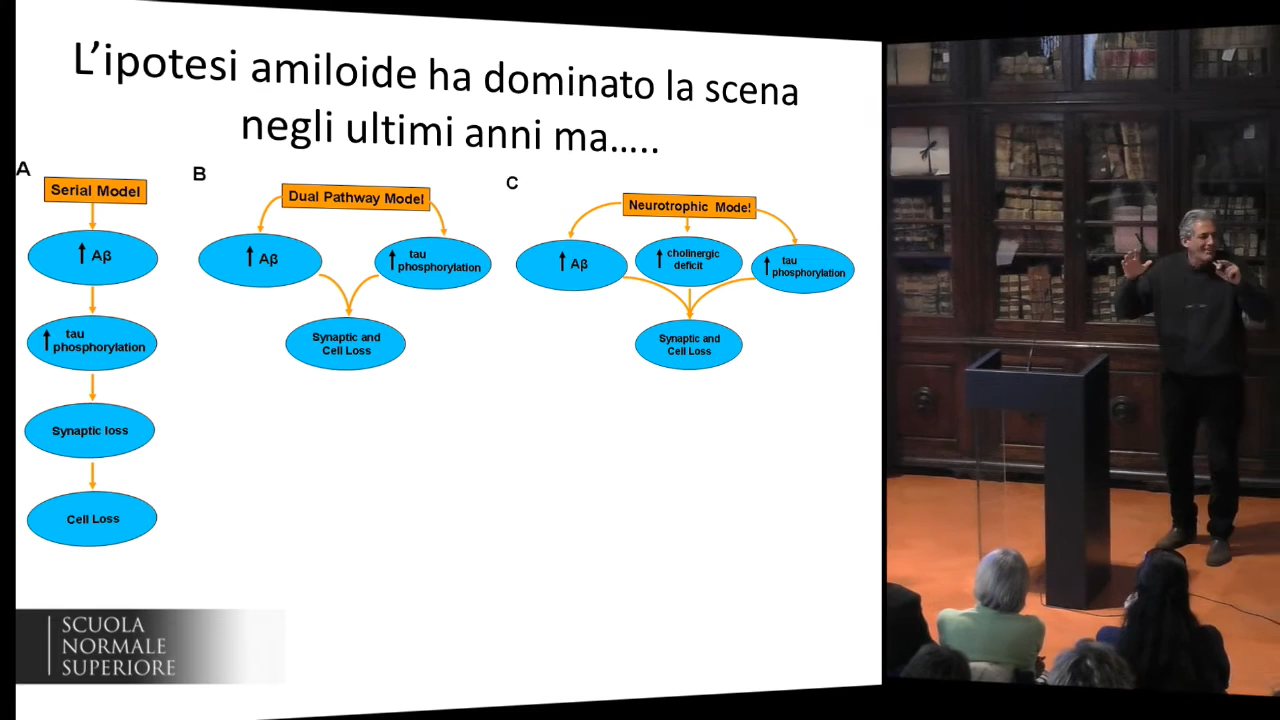 L'ipotesi amiloide ha dominato la scena
negli ultimi anni ma.....
A
Serial Model
↑ Aβ
↑ tau
phosphorylation
Synaptic loss
Cell Loss
B
Dual Pathway Model
↑ Aβ
↑ tau
phosphorylation
Synaptic and
Cell Loss
C
Neurotrophic Model
↑ Aβ
↑ cholinergic
deficit
↑ tau
phosphorylation
Synaptic and
Cell Loss
SCUOLA
NORMALE
SUPERIORE